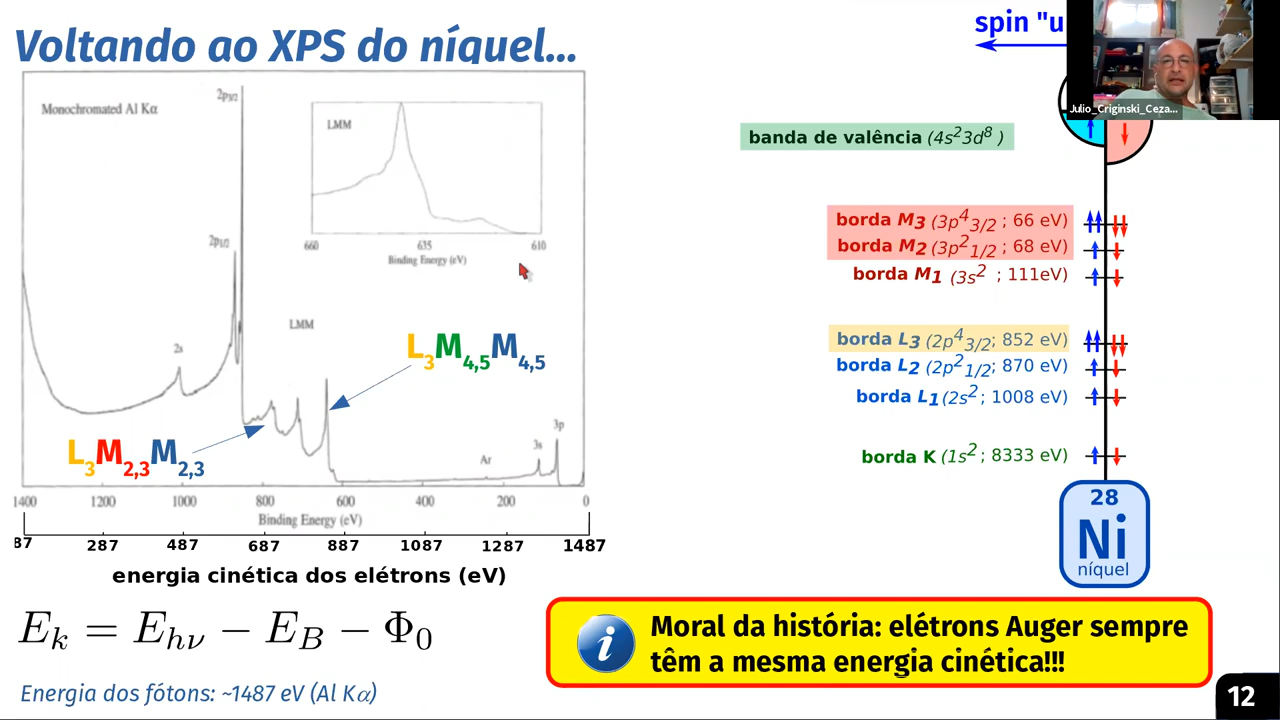 Voltando ao XPS do níquel...
spin "u
Julio_Criginski_Ceza...
Monochromated Al Kα
2p3/2
LMM
660 635 610
Binding Energy (eV)
2p1/2
2s
LMM
L3M4,5M4,5
L3M2,3M2,3
Ar
3s
3p
1400 1200 1000 800 600 400 200 0
Binding Energy (eV)
87 287 487 687 887 1087 1287 1487
energia cinética dos elétrons (eV)
E_k = E_{hν} − E_B − Φ_0
Energia dos fótons: ~1487 eV (Al Kα)
banda de valência (4s²3d⁸ )
borda M3 (3p⁴3/2 ; 66 eV)
borda M2 (3p²1/2 ; 68 eV)
borda M1 (3s² ; 111eV)
borda L3 (2p⁴3/2; 852 eV)
borda L2 (2p²1/2; 870 eV)
borda L1 (2s² ; 1008 eV)
borda K (1s² ; 8333 eV)
28
Ni
níquel
i
Moral da história: elétrons Auger sempre
têm a mesma energia cinética!!!
12